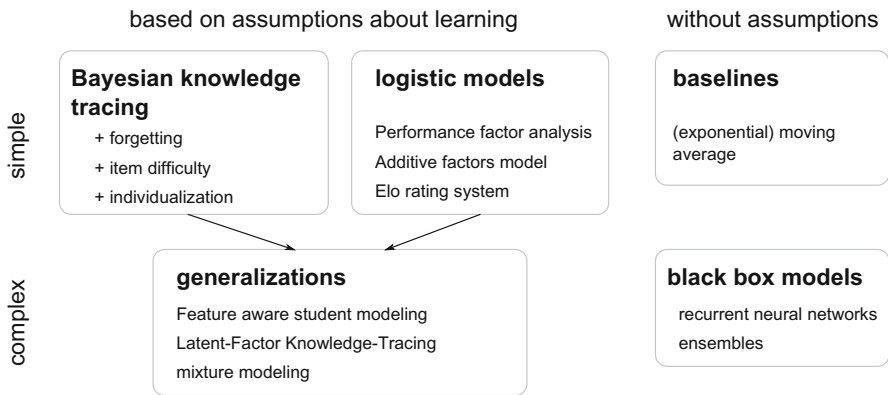 based on assumptions about learning
without assumptions
simple
Bayesian knowledge
tracing
+ forgetting
+ item difficulty
+ individualization
logistic models
Performance factor analysis
Additive factors model
Elo rating system
baselines
(exponential) moving
average
complex
generalizations
Feature aware student modeling
Latent-Factor Knowledge-Tracing
mixture modeling
black box models
recurrent neural networks
ensembles